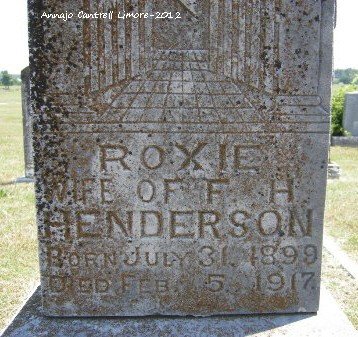 Annajo Cantrell Limore-2012
ROXIE
WIFE OF F. H.
HENDERSON
BORN JULY 31, 1899
DIED FEB. 5, 1917.